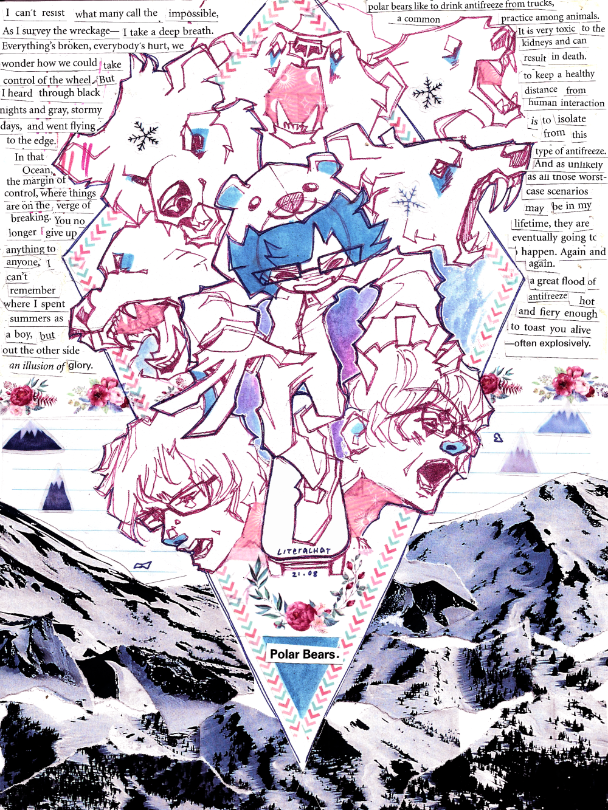 I can't resist what many call the impossible,
As I survey the wreckage— I take a deep breath.
Everything's broken, everybody's hurt, we
wonder how we could take
control of the wheel. But
I heard through black
nights and gray, stormy
days, and went flying
to the edge.
In that
Ocean,
the margin of
control, where things
are on the verge of
breaking. You no
longer I give up
anything to
anyone, I
can't
remember
where I spent
summers as
a boy, but
out the other side
an illusion of glory.
polar bears like to drink antifreeze from trucks,
a common practice among animals.
It is very toxic to the
kidneys and can
result in death.
to keep a healthy
distance from
human interaction
is to isolate
from this
type of antifreeze.
And as unlikely
as all those worst-
case scenarios
may be in my
lifetime, they are
eventually going to
happen. Again and
again.
a great flood of
antifreeze hot
and fiery enough
to toast you alive
—often explosively.
LITERALHAT
21.08
Polar Bears.